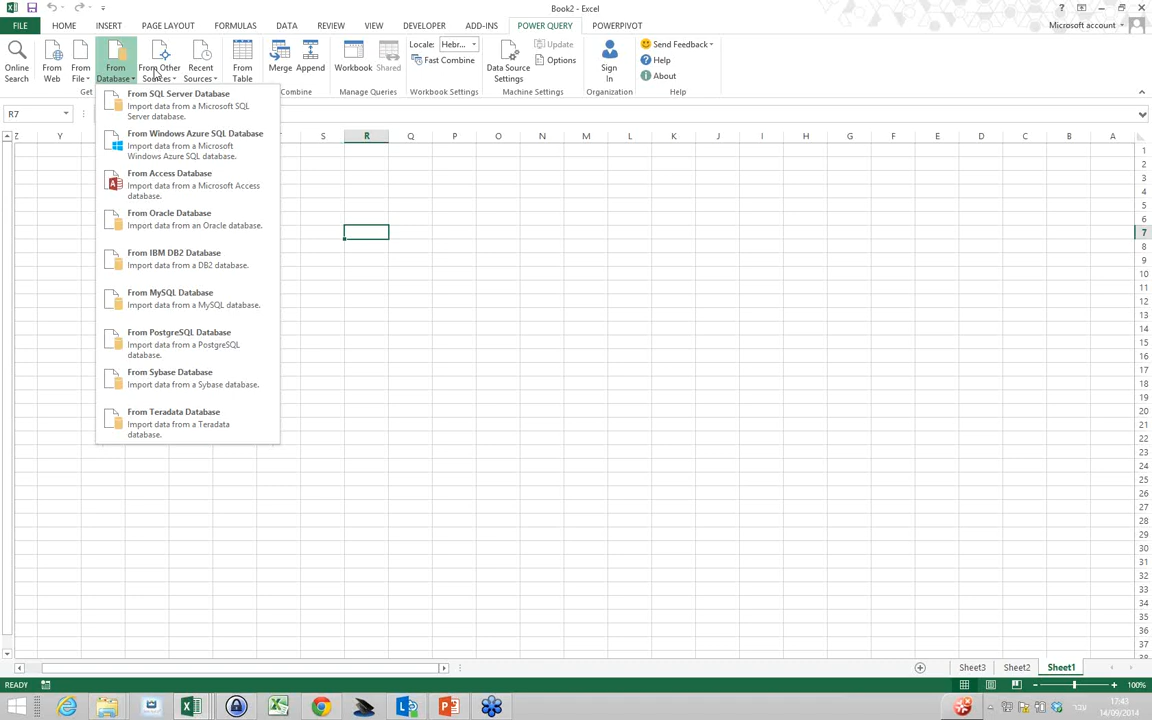 Book2 - Excel
FILE HOME INSERT PAGE LAYOUT FORMULAS DATA REVIEW VIEW DEVELOPER ADD-INS POWER QUERY POWERPIVOT Microsoft account
Online Search
From Web
From File
From Database
From Other Sources
Recent Sources
From Table
Merge
Append
Workbook
Shared
Locale: Hebr...
Fast Combine
Data Source Settings
Update
Options
Sign In
Send Feedback
Help
About
Get
Combine
Manage Queries
Workbook Settings
Machine Settings
Organization
Help
R7
From SQL Server Database
Import data from a Microsoft SQL
Server database.
From Windows Azure SQL Database
Import data from a Microsoft
Windows Azure SQL database.
From Access Database
Import data from a Microsoft Access
database.
From Oracle Database
Import data from an Oracle database.
From IBM DB2 Database
Import data from a DB2 database.
From MySQL Database
Import data from a MySQL database.
From PostgreSQL Database
Import data from a PostgreSQL
database.
From Sybase Database
Import data from a Sybase database.
From Teradata Database
Import data from a Teradata
database.
Z Y T S R Q P O N M L K J I H G F E D C B A
1
2
3
4
5
6
7
8
9
10
11
12
13
14
15
16
17
18
19
20
21
22
23
24
25
26
27
28
29
30
31
32
33
34
35
36
37
38
Sheet3 Sheet2 Sheet1
READY 100%
עבר
17:43
14/09/2014